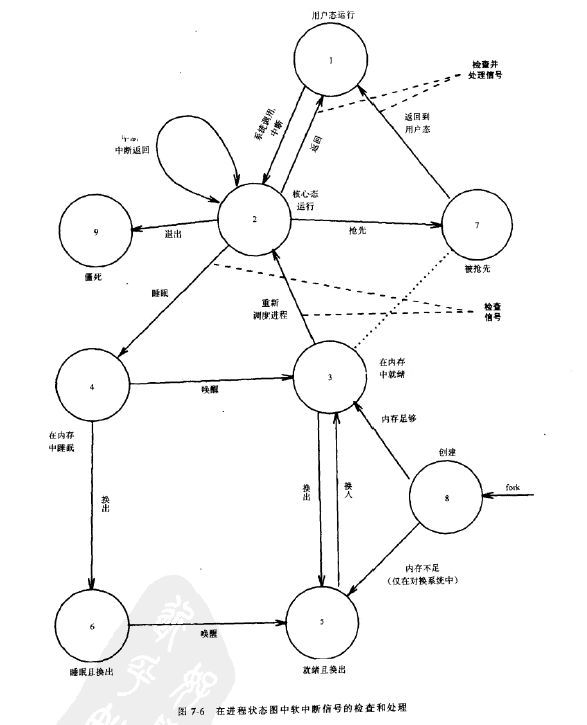 用户态运行
1
检查并
处理信号
系统调用,
中断
返回
返回到
用户态
中断返回
核心态
运行
2
9
退出
抢先
7
僵死
被抢先
睡眠
重新
调度进程
检查
信号
4
唤醒
3
在内存
中就绪
在内存
中睡眠
内存足够
创建
换出
换出
换入
8
fork
内存不足
(仅在对换系统中)
6
唤醒
5
睡眠且换出
就绪且换出
图 7-6 在进程状态图中软中断信号的检查和处理